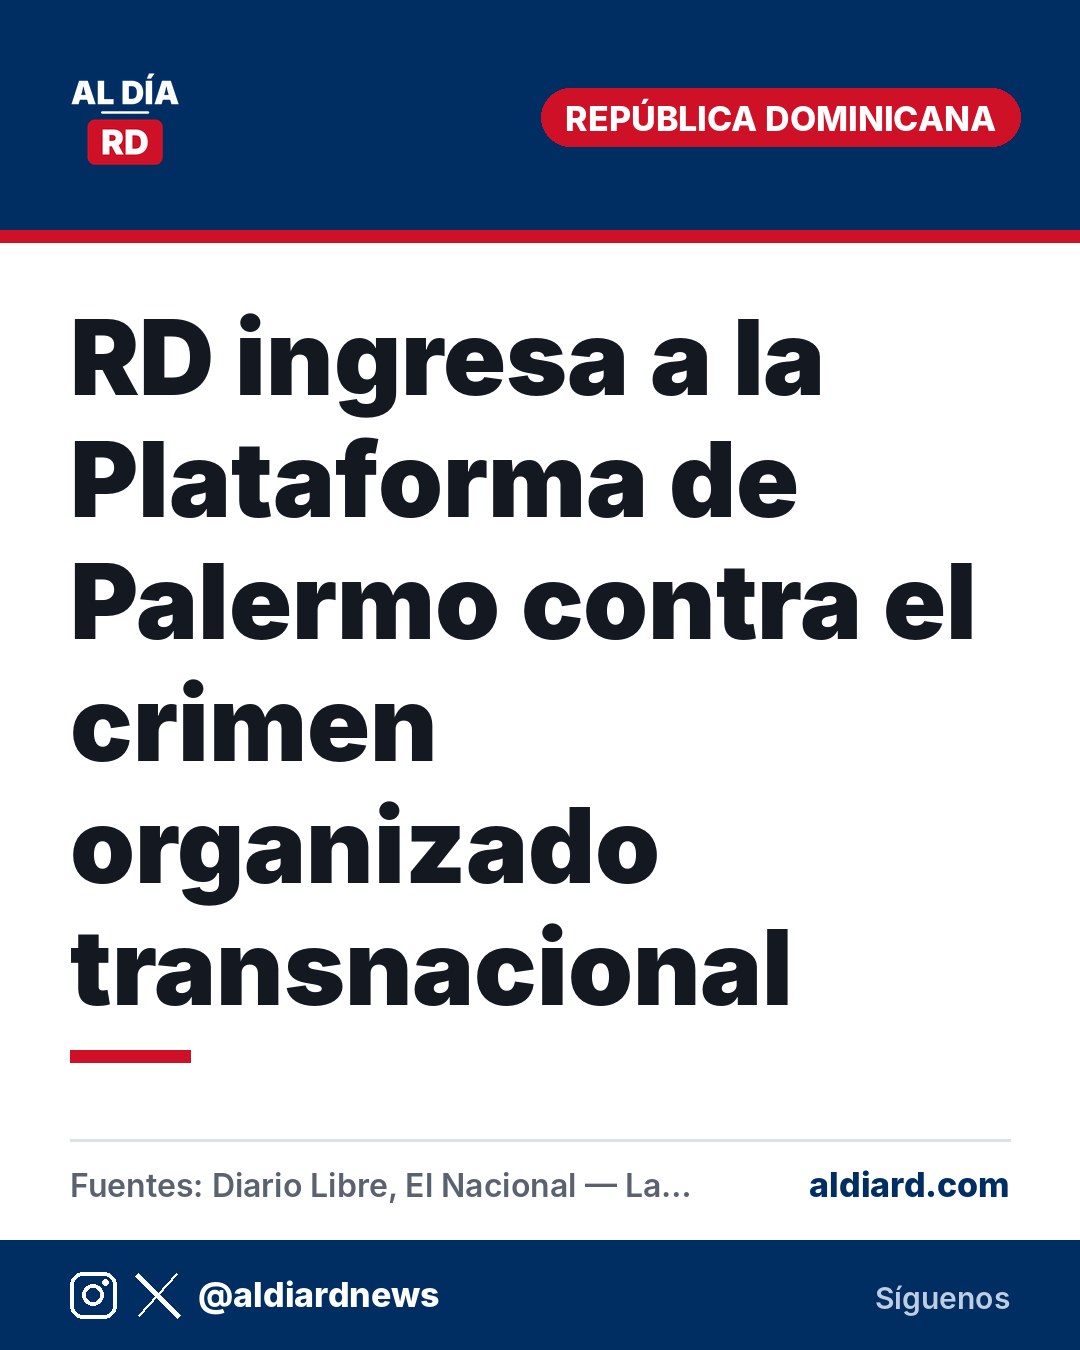 AL DÍA
RD
REPÚBLICA DOMINICANA
RD ingresa a la
Plataforma de
Palermo contra el
crimen
organizado
transnacional
Fuentes: Diario Libre, El Nacional — La...
aldiard.com
@aldiardnews
Síguenos